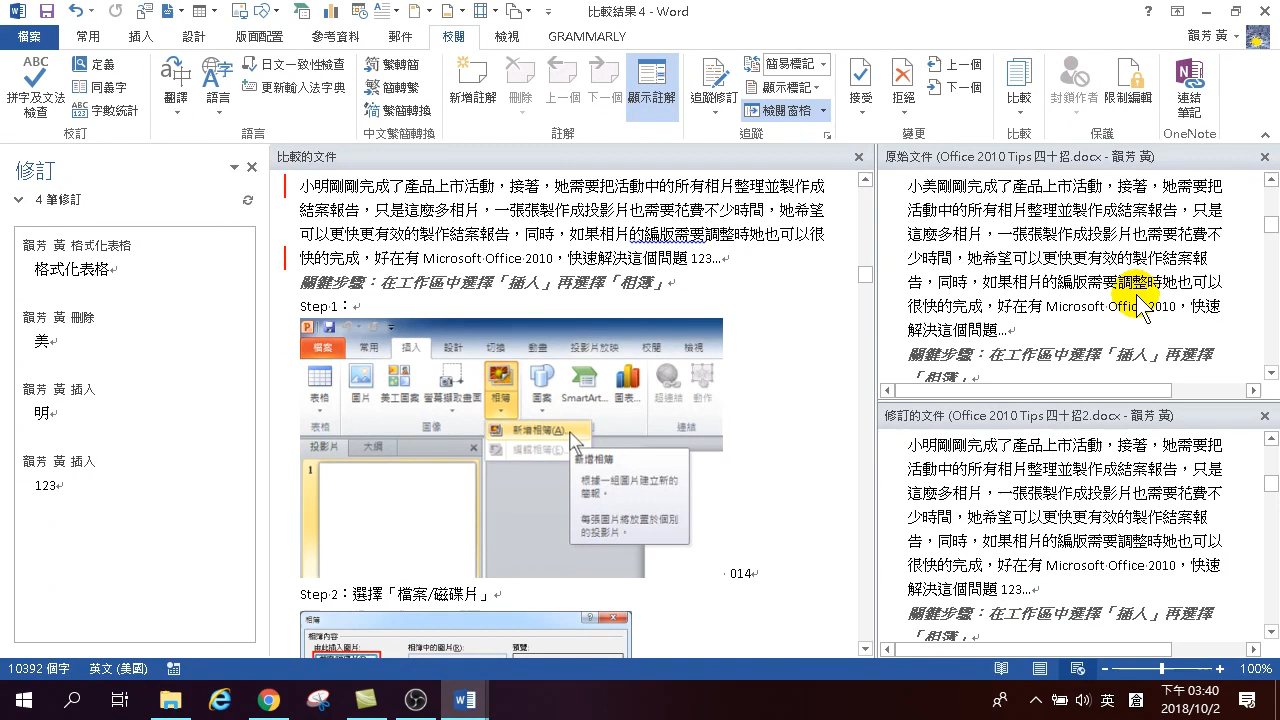 比較結果 4 - Word
檔案 常用 插入 設計 版面配置 參考資料 郵件 校閱 檢視 GRAMMARLY 韻芳 黃
ABC 拼字及文法檢查
定義
同義字
ABC 123 字數統計
校訂
翻譯
語言
日文一致性檢查
更新輸入法字典
語言
繁轉簡
簡轉繁
繁簡轉換
中文繁簡轉換
新增註解
刪除
上一個
下一個
顯示註解
註解
追蹤修訂
簡易標記
顯示標記
檢閱窗格
追蹤
接受
拒絕
上一個
下一個
變更
比較
比較
封鎖作者
限制編輯
保護
連結筆記
OneNote
修訂
4 筆修訂
韻芳 黃 格式化表格
格式化表格
韻芳 黃 刪除
美
韻芳 黃 插入
明
韻芳 黃 插入
123
比較的文件
小明剛剛完成了產品上市活動，接著，她需要把活動中的所有相片整理並製作成
結案報告，只是這麼多相片，一張張製作成投影片也需要花費不少時間，她希望
可以更快更有效的製作結案報告，同時，如果相片的編版需要調整時她也可以很
快的完成，好在有 Microsoft Office 2010，快速解決這個問題 123...
關鍵步驟：在工作區中選擇「插入」再選擇「相簿」
Step 1：
檔案 常用 插入 設計 切換 動畫 投影片放映 校閱 檢視
表格 圖片 美工圖案 螢幕擷取畫面 相簿 圖案 SmartArt... 圖表... 超連結 動作
表格 圖像 連結
新增相簿(A)...
編輯相簿(E)...
投影片 大綱
1
新增相簿
根據一組圖片建立新的
簡報。
每張圖片將放置於個別
的投影片。
014
Step 2：選擇「檔案/磁碟片」
相簿
相簿內容
由此插入圖片:
相簿中的圖片(R):
預覽:
原始文件 (Office 2010 Tips 四十招.docx - 韻芳 黃)
小美剛剛完成了產品上市活動，接著，她需要把
活動中的所有相片整理並製作成結案報告，只是
這麼多相片，一張張製作成投影片也需要花費不
少時間，她希望可以更快更有效的製作結案報
告，同時，如果相片的編版需要調整時她也可以
很快的完成，好在有 Microsoft Office 2010，快速
解決這個問題...
關鍵步驟：在工作區中選擇「插入」再選擇
「相簿」
修訂的文件 (Office 2010 Tips 四十招2.docx - 韻芳 黃)
小明剛剛完成了產品上市活動，接著，她需要把
活動中的所有相片整理並製作成結案報告，只是
這麼多相片，一張張製作成投影片也需要花費不
少時間，她希望可以更快更有效的製作結案報
告，同時，如果相片的編版需要調整時她也可以
很快的完成，好在有 Microsoft Office 2010，快速
解決這個問題 123...
關鍵步驟：在工作區中選擇「插入」再選擇
「相簿」
10392 個字 英文 (美國) 100%
英 下午 03:40
2018/10/2